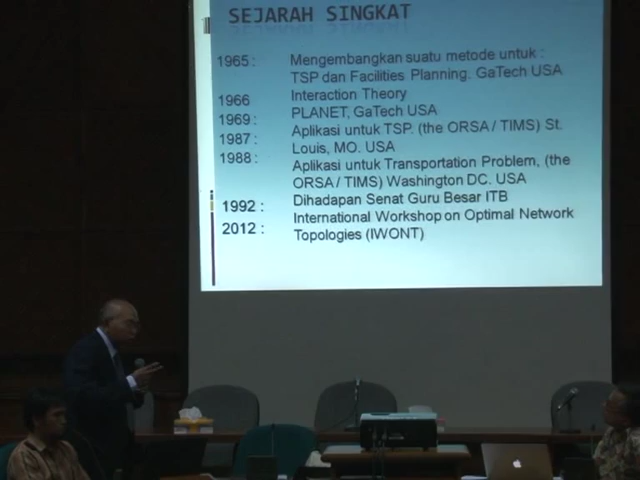 SEJARAH SINGKAT
1965 : Mengembangkan suatu metode untuk :
TSP dan Facilities Planning. GaTech USA
1966 Interaction Theory
1969 : PLANET, GaTech USA
1987 : Aplikasi untuk TSP. (the ORSA / TIMS) St.
Louis, MO. USA
1988 : Aplikasi untuk Transportation Problem, (the
ORSA / TIMS) Washington DC. USA
1992 : Dihadapan Senat Guru Besar ITB
2012 : International Workshop on Optimal Network
Topologies (IWONT)